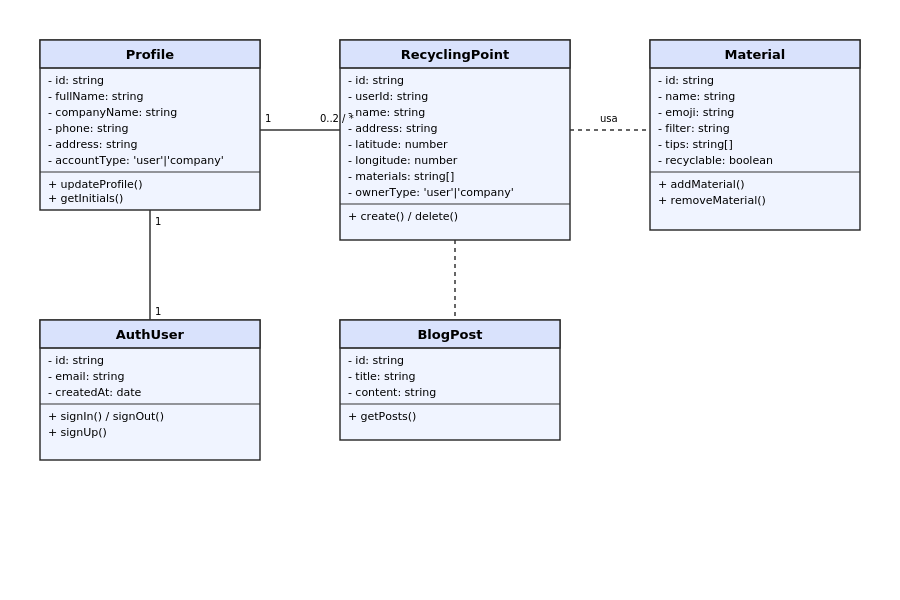 Profile
- id: string
- fullName: string
- companyName: string
- phone: string
- address: string
- accountType: 'user'|'company'
+ updateProfile()
+ getInitials()
1
0..2 / *
RecyclingPoint
- id: string
- userId: string
- name: string
- address: string
- latitude: number
- longitude: number
- materials: string[]
- ownerType: 'user'|'company'
+ create() / delete()
usa
Material
- id: string
- name: string
- emoji: string
- filter: string
- tips: string[]
- recyclable: boolean
+ addMaterial()
+ removeMaterial()
1
1
AuthUser
- id: string
- email: string
- createdAt: date
+ signIn() / signOut()
+ signUp()
BlogPost
- id: string
- title: string
- content: string
+ getPosts()